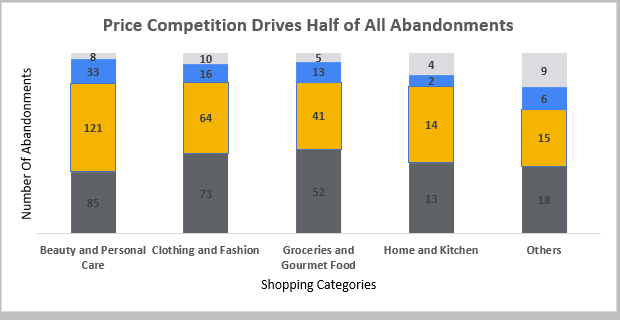 Price Competition Drives Half of All Abandonments
Number Of Abandonments
8 10 5 4 9
33 16 13 2 6
121 64 41 14 15
85 73 52 13 18
Beauty and Personal Care
Clothing and Fashion
Groceries and Gourmet Food
Home and Kitchen
Others
Shopping Categories